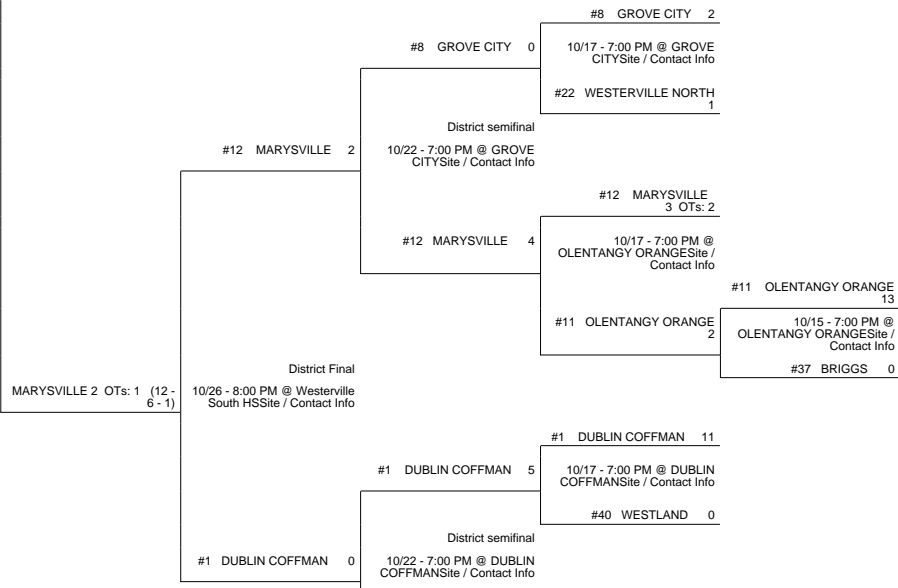 #8 GROVE CITY 2
#8 GROVE CITY 0
10/17 - 7:00 PM @ GROVE
CITYSite / Contact Info
#22 WESTERVILLE NORTH
1
District semifinal
#12 MARYSVILLE 2
10/22 - 7:00 PM @ GROVE
CITYSite / Contact Info
#12 MARYSVILLE
3 OTs: 2
#12 MARYSVILLE 4
10/17 - 7:00 PM @
OLENTANGY ORANGESite /
Contact Info
#11 OLENTANGY ORANGE
13
#11 OLENTANGY ORANGE
2
10/15 - 7:00 PM @
OLENTANGY ORANGESite /
Contact Info
#37 BRIGGS 0
District Final
MARYSVILLE 2 OTs: 1 (12 -
6 - 1)
10/26 - 8:00 PM @ Westerville
South HSSite / Contact Info
#1 DUBLIN COFFMAN 11
#1 DUBLIN COFFMAN 5
10/17 - 7:00 PM @ DUBLIN
COFFMANSite / Contact Info
#40 WESTLAND 0
District semifinal
#1 DUBLIN COFFMAN 0
10/22 - 7:00 PM @ DUBLIN
COFFMANSite / Contact Info